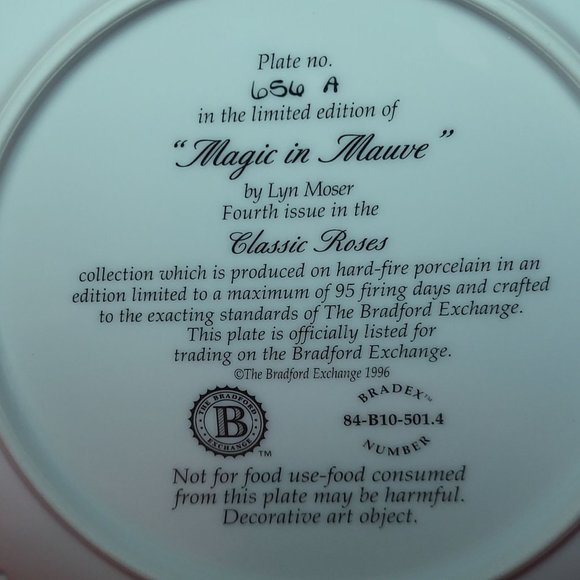 Plate no.
656 A
in the limited edition of
"Magic in Mauve"
by Lyn Moser
Fourth issue in the
Classic Roses
collection which is produced on hard-fire porcelain in an
edition limited to a maximum of 95 firing days and crafted
to the exacting standards of The Bradford Exchange.
This plate is officially listed for
trading on the Bradford Exchange.
©The Bradford Exchange 1996
THE BRADFORD
B
EXCHANGE
TM
BRADEX™
84-B10-501.4
NUMBER
Not for food use-food consumed
from this plate may be harmful.
Decorative art object.